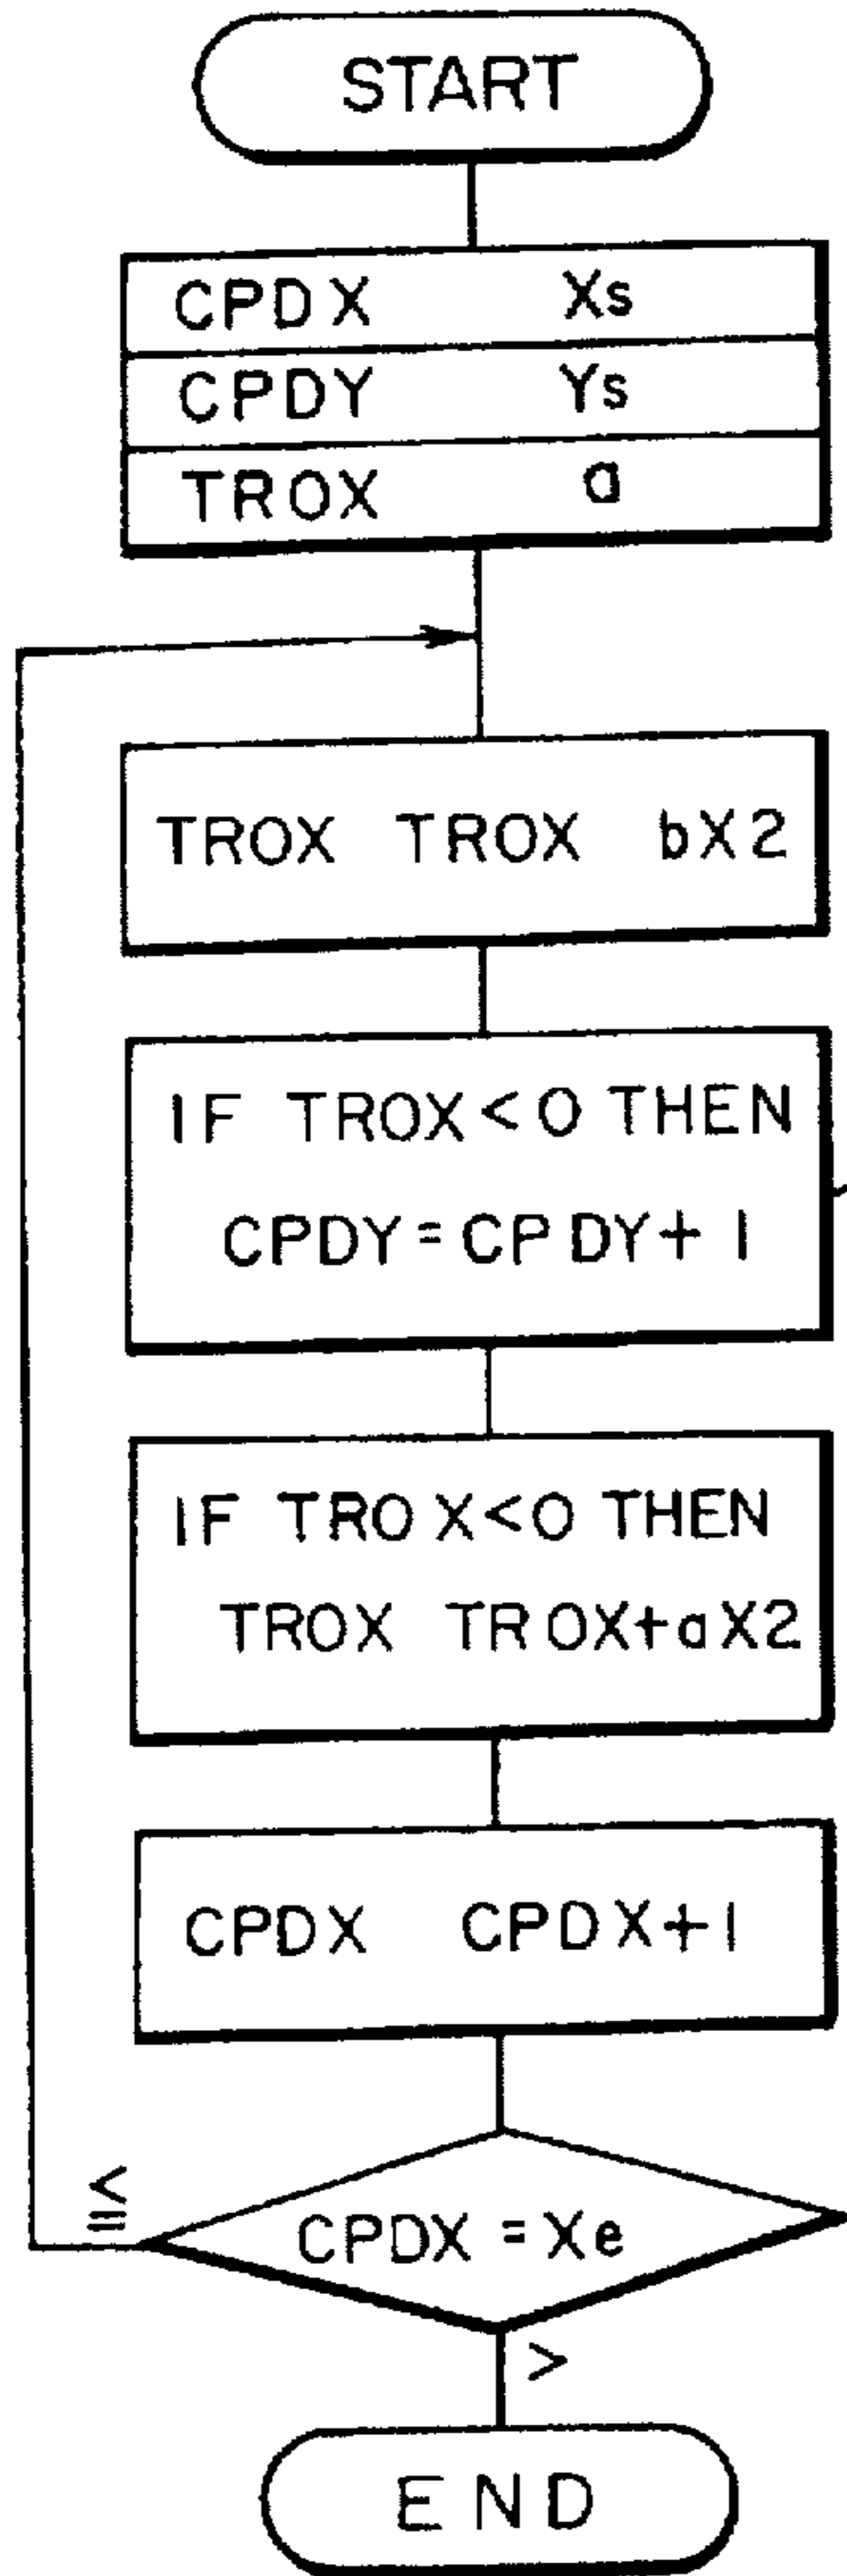 START
CPDX Xs
CPDY Ys
TROX a
TROX TROX bX2
IF TROX<0 THEN
CPDY=CPDY+1
IF TROX<0 THEN
TROX TROX+aX2
CPDX CPDX+1
CPDX=Xe
≦
>
END